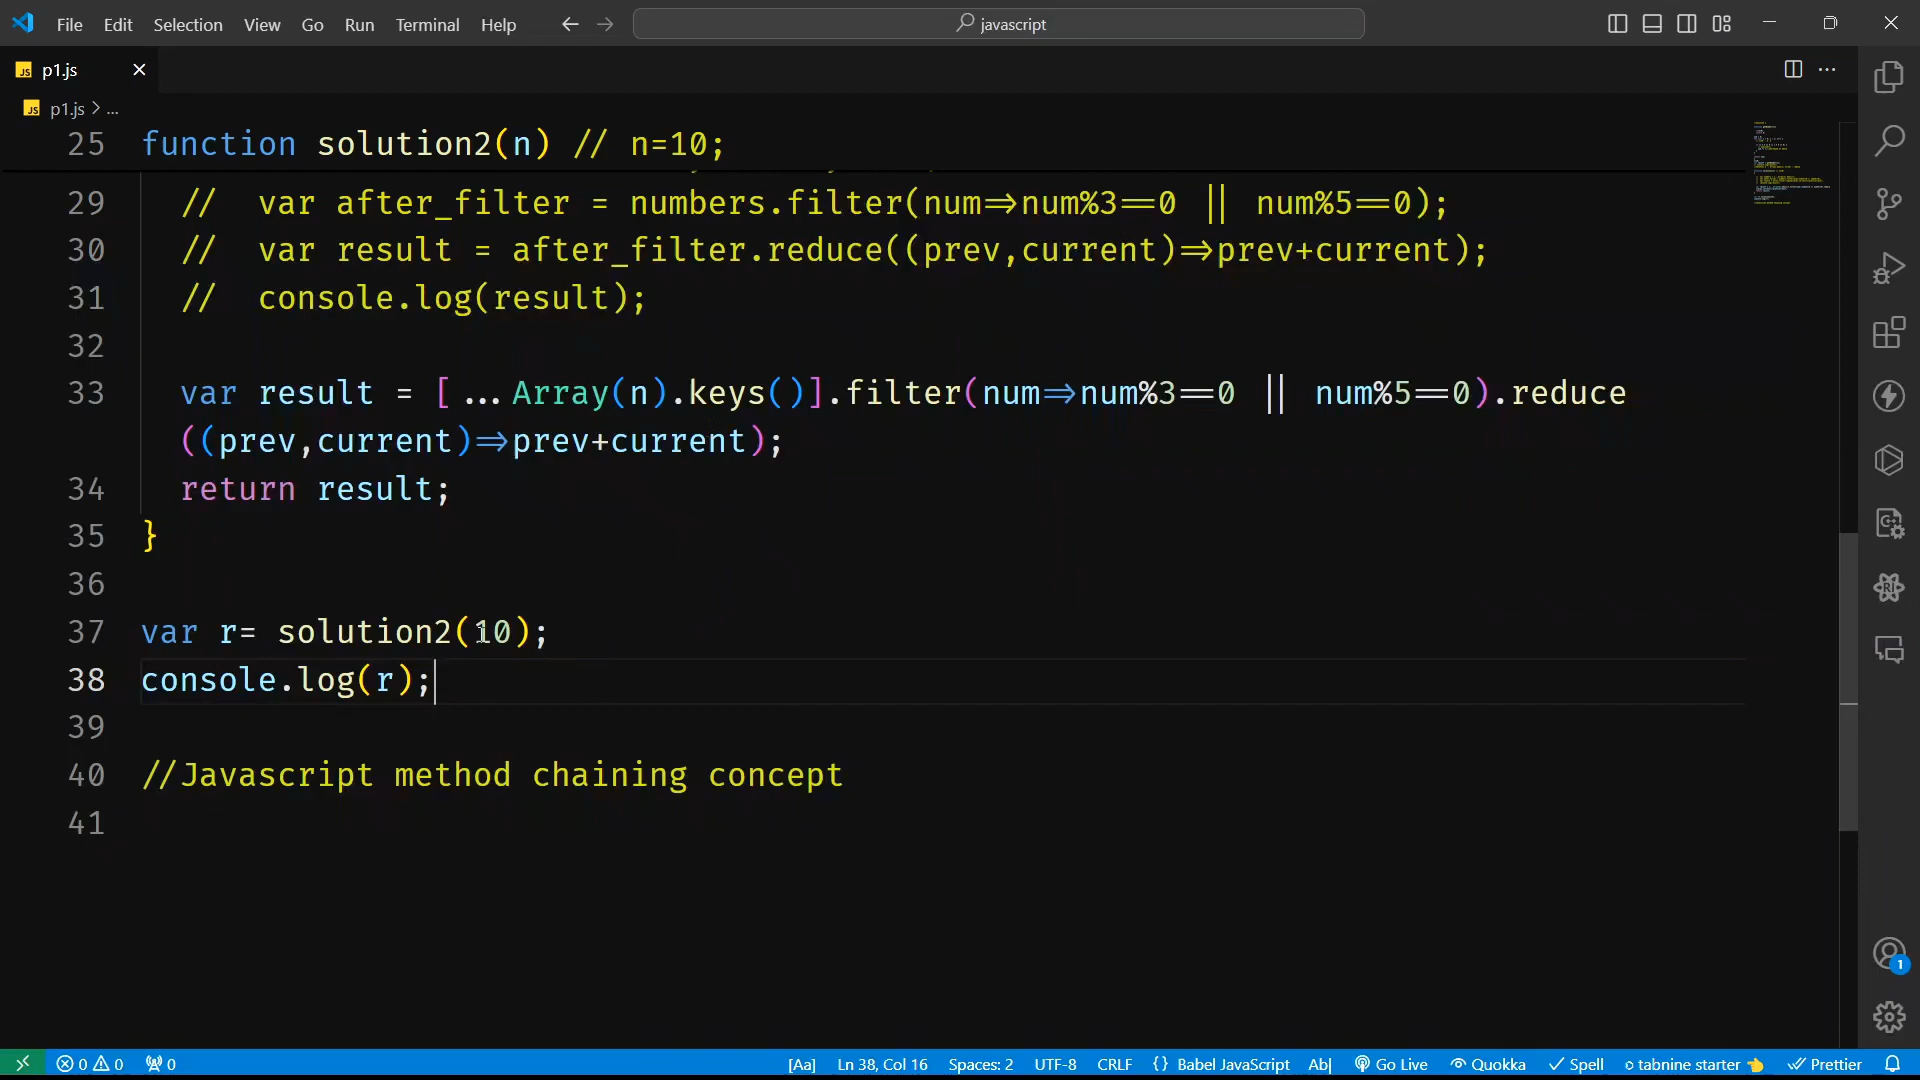 File Edit Selection View Go Run Terminal Help javascript
JS p1.js
JS p1.js > ...
25 function solution2(n) // n=10;
29 // var after_filter = numbers.filter(num=>num%3==0 || num%5==0);
30 // var result = after_filter.reduce((prev,current)=>prev+current);
31 // console.log(result);
32
33 var result = [...Array(n).keys()].filter(num=>num%3==0 || num%5==0).reduce
((prev,current)=>prev+current);
34 return result;
35 }
36
37 var r= solution2(10);
38 console.log(r);
39
40 //Javascript method chaining concept
41
1
0 0 0 [Aa] Ln 38, Col 16 Spaces: 2 UTF-8 CRLF {} Babel JavaScript Ab| Go Live Quokka Spell tabnine starter Prettier